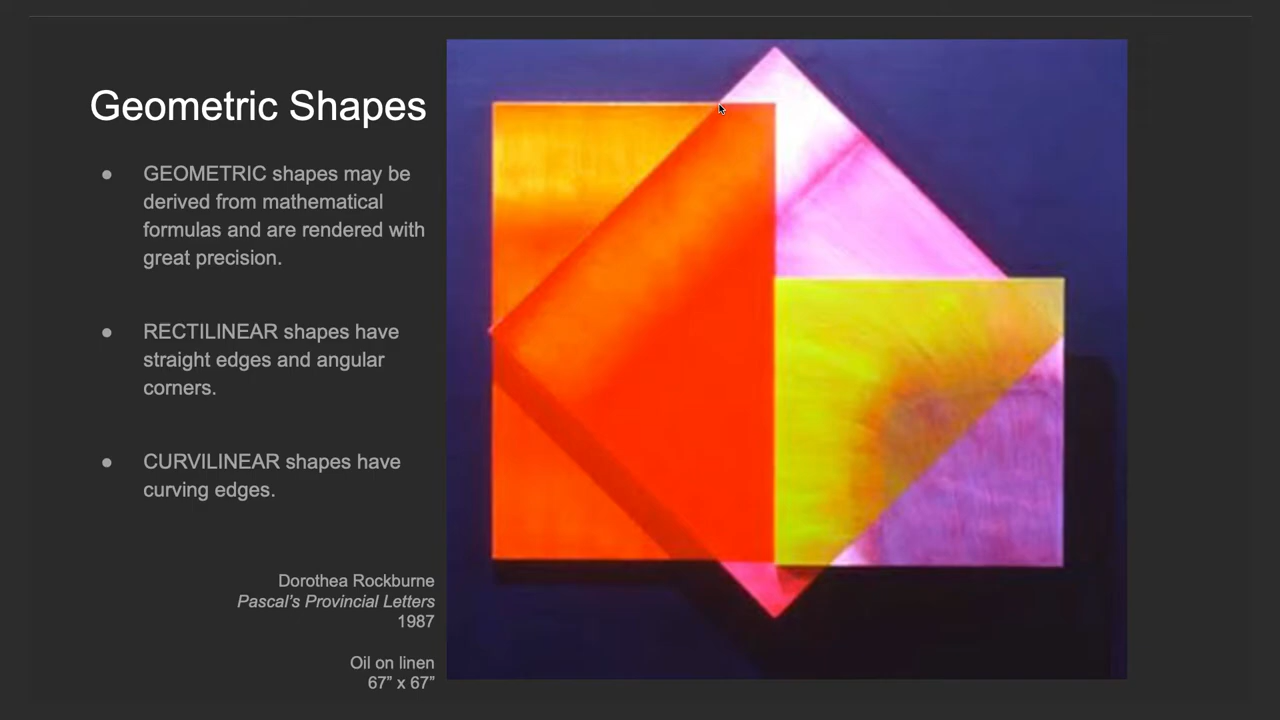 Geometric Shapes
● GEOMETRIC shapes may be
derived from mathematical
formulas and are rendered with
great precision.
● RECTILINEAR shapes have
straight edges and angular
corners.
● CURVILINEAR shapes have
curving edges.
Dorothea Rockburne
Pascal’s Provincial Letters
1987
Oil on linen
67” x 67”